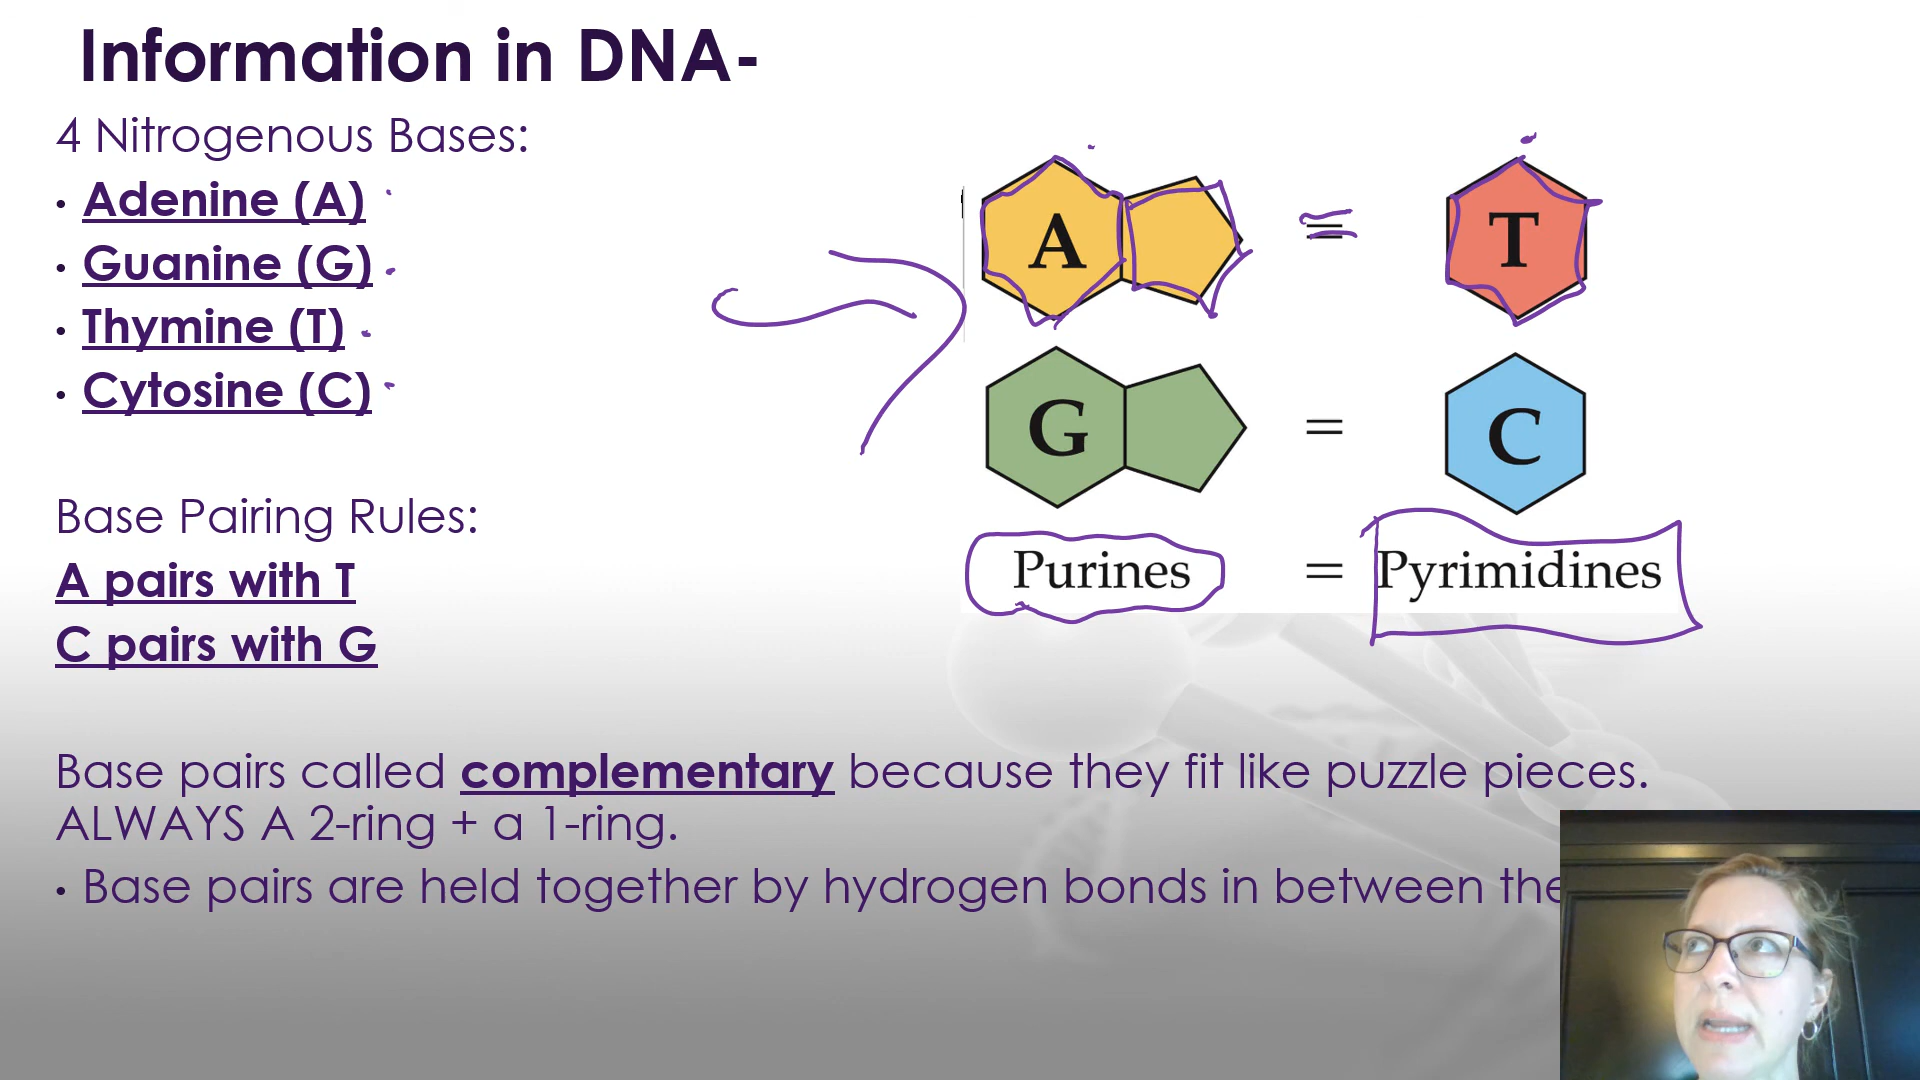 Information in DNA-
4 Nitrogenous Bases:
• Adenine (A)
• Guanine (G)
• Thymine (T)
• Cytosine (C)
Base Pairing Rules:
A pairs with T
C pairs with G
Base pairs called complementary because they fit like puzzle pieces.
ALWAYS A 2-ring + a 1-ring.
• Base pairs are held together by hydrogen bonds in between
A = T
G = C
Purines = Pyrimidines